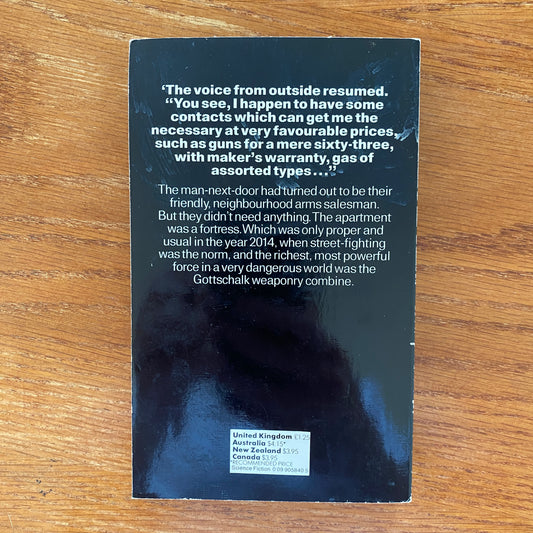 ‘The voice from outside resumed.
“You see, I happen to have some
contacts which can get me the
necessary at very favourable prices,
such as guns for a mere sixty-three,
with maker’s warranty, gas of
assorted types...”
The man-next-door had turned out to be their
friendly, neighbourhood arms salesman.
But they didn’t need anything. The apartment
was a fortress. Which was only proper and
usual in the year 2014, when street-fighting
was the norm, and the richest, most powerful
force in a very dangerous world was the
Gottschalk weaponry combine.
United Kingdom £1.25
Australia $4.15*
New Zealand $3.95
Canada $3.95
*RECOMMENDED PRICE
Science Fiction 0 09 906840 5